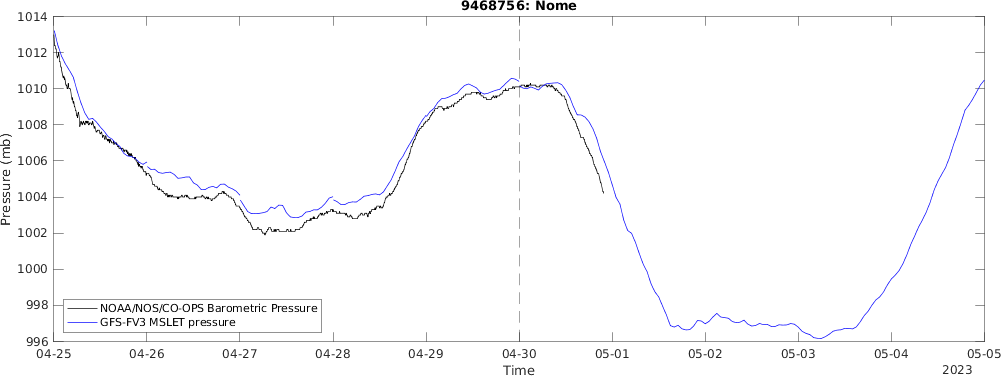 9468756: Nome
1014
1012
1010
1008
1006
1004
1002
1000
998
996
Pressure (mb)
NOAA/NOS/CO-OPS Barometric Pressure
GFS-FV3 MSLET pressure
04-25 04-26 04-27 04-28 04-29 04-30 05-01 05-02 05-03 05-04 05-05
Time
2023